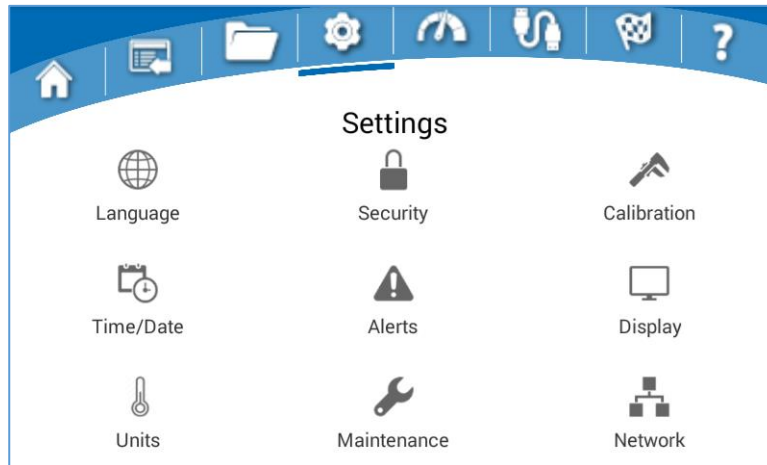 ?
Settings
Language Security Calibration
Time/Date Alerts Display
Units Maintenance Network